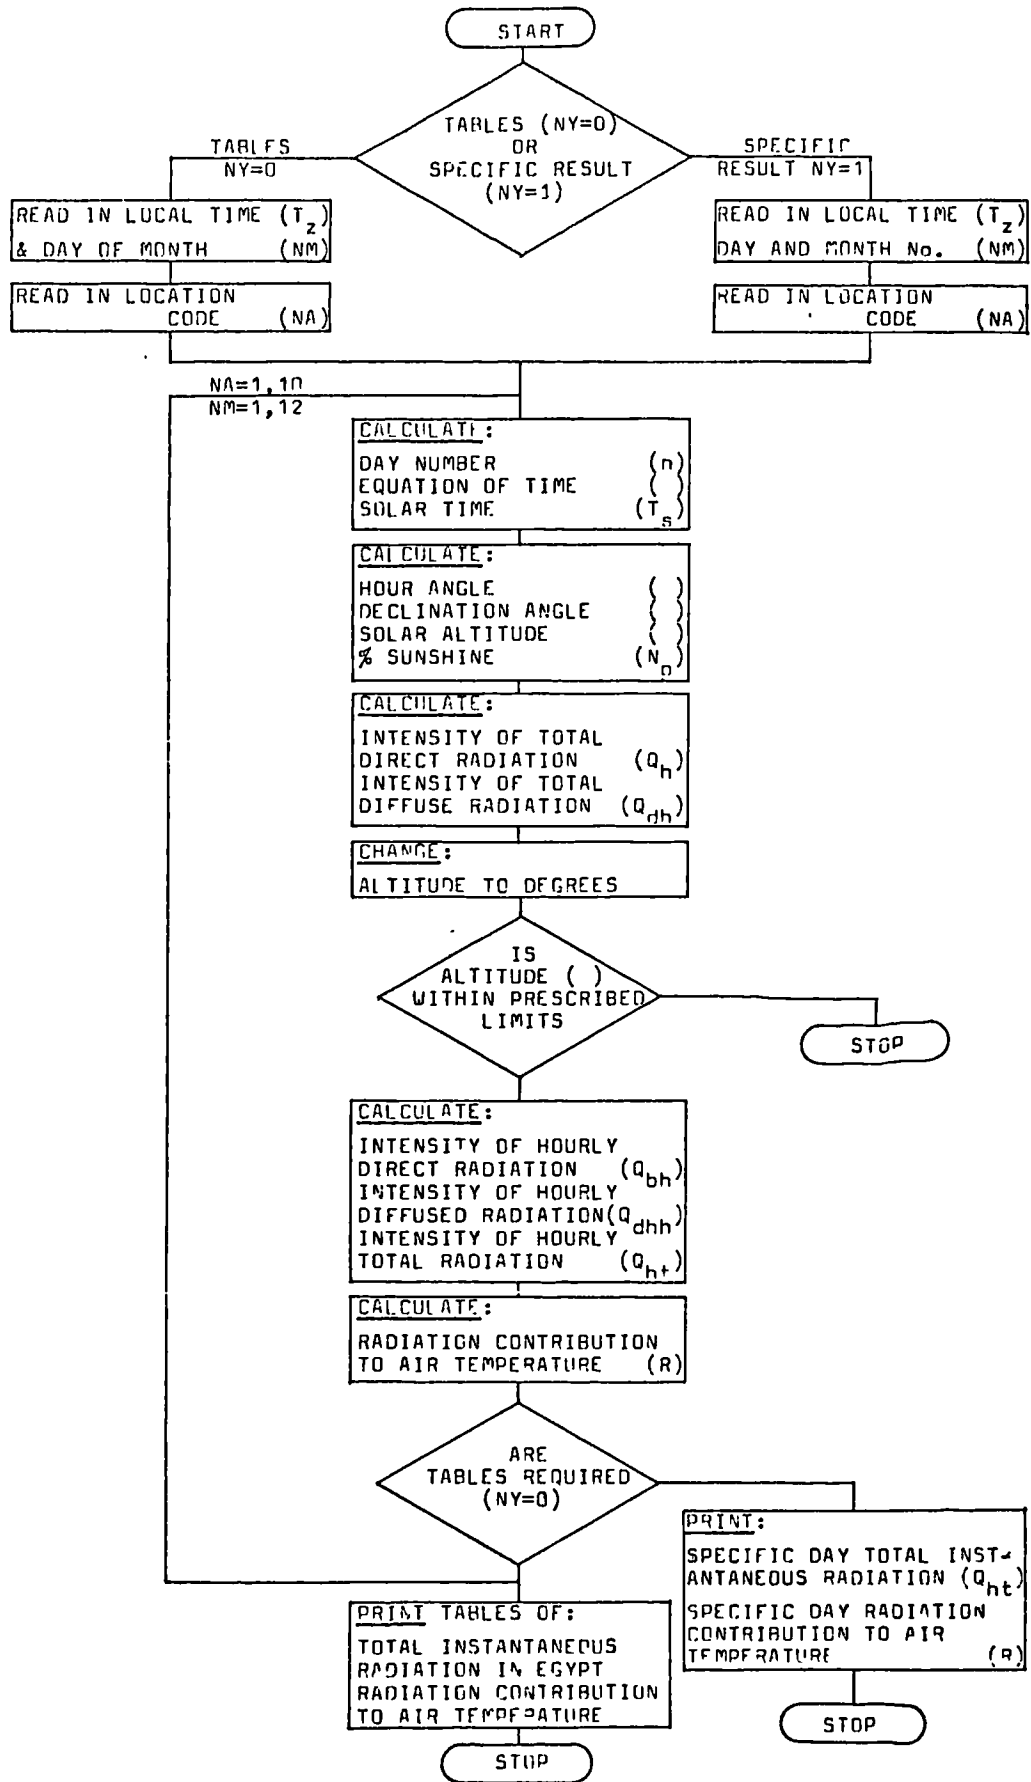 START
TABLES (NY=0)
OR
SPECIFIC RESULT
(NY=1)
TABLES
NY=0
SPECIFIC
RESULT NY=1
READ IN LOCAL TIME (Tz)
& DAY OF MONTH (NM)
READ IN LOCAL TIME (Tz)
DAY AND MONTH No. (NM)
READ IN LOCATION
CODE (NA)
READ IN LOCATION
CODE (NA)
NA=1,10
NM=1,12
CALCULATE:
DAY NUMBER (n)
EQUATION OF TIME ( )
SOLAR TIME (Ts)
CALCULATE:
HOUR ANGLE ( )
DECLINATION ANGLE ( )
SOLAR ALTITUDE ( )
% SUNSHINE (Np)
CALCULATE:
INTENSITY OF TOTAL
DIRECT RADIATION (Qh)
INTENSITY OF TOTAL
DIFFUSE RADIATION (Qdh)
CHANGE:
ALTITUDE TO DEGREES
IS
ALTITUDE ( )
WITHIN PRESCRIBED
LIMITS
STOP
CALCULATE:
INTENSITY OF HOURLY
DIRECT RADIATION (Qbh)
INTENSITY OF HOURLY
DIFFUSED RADIATION(Qdhh)
INTENSITY OF HOURLY
TOTAL RADIATION (Qht)
CALCULATE:
RADIATION CONTRIBUTION
TO AIR TEMPERATURE (R)
ARE
TABLES REQUIRED
(NY=0)
PRINT:
SPECIFIC DAY TOTAL INST-
ANTANEOUS RADIATION (Qht)
SPECIFIC DAY RADIATION
CONTRIBUTION TO AIR
TEMPERATURE (R)
PRINT TABLES OF:
TOTAL INSTANTANEOUS
RADIATION IN EGYPT
RADIATION CONTRIBUTION
TO AIR TEMPERATURE
STOP
STOP